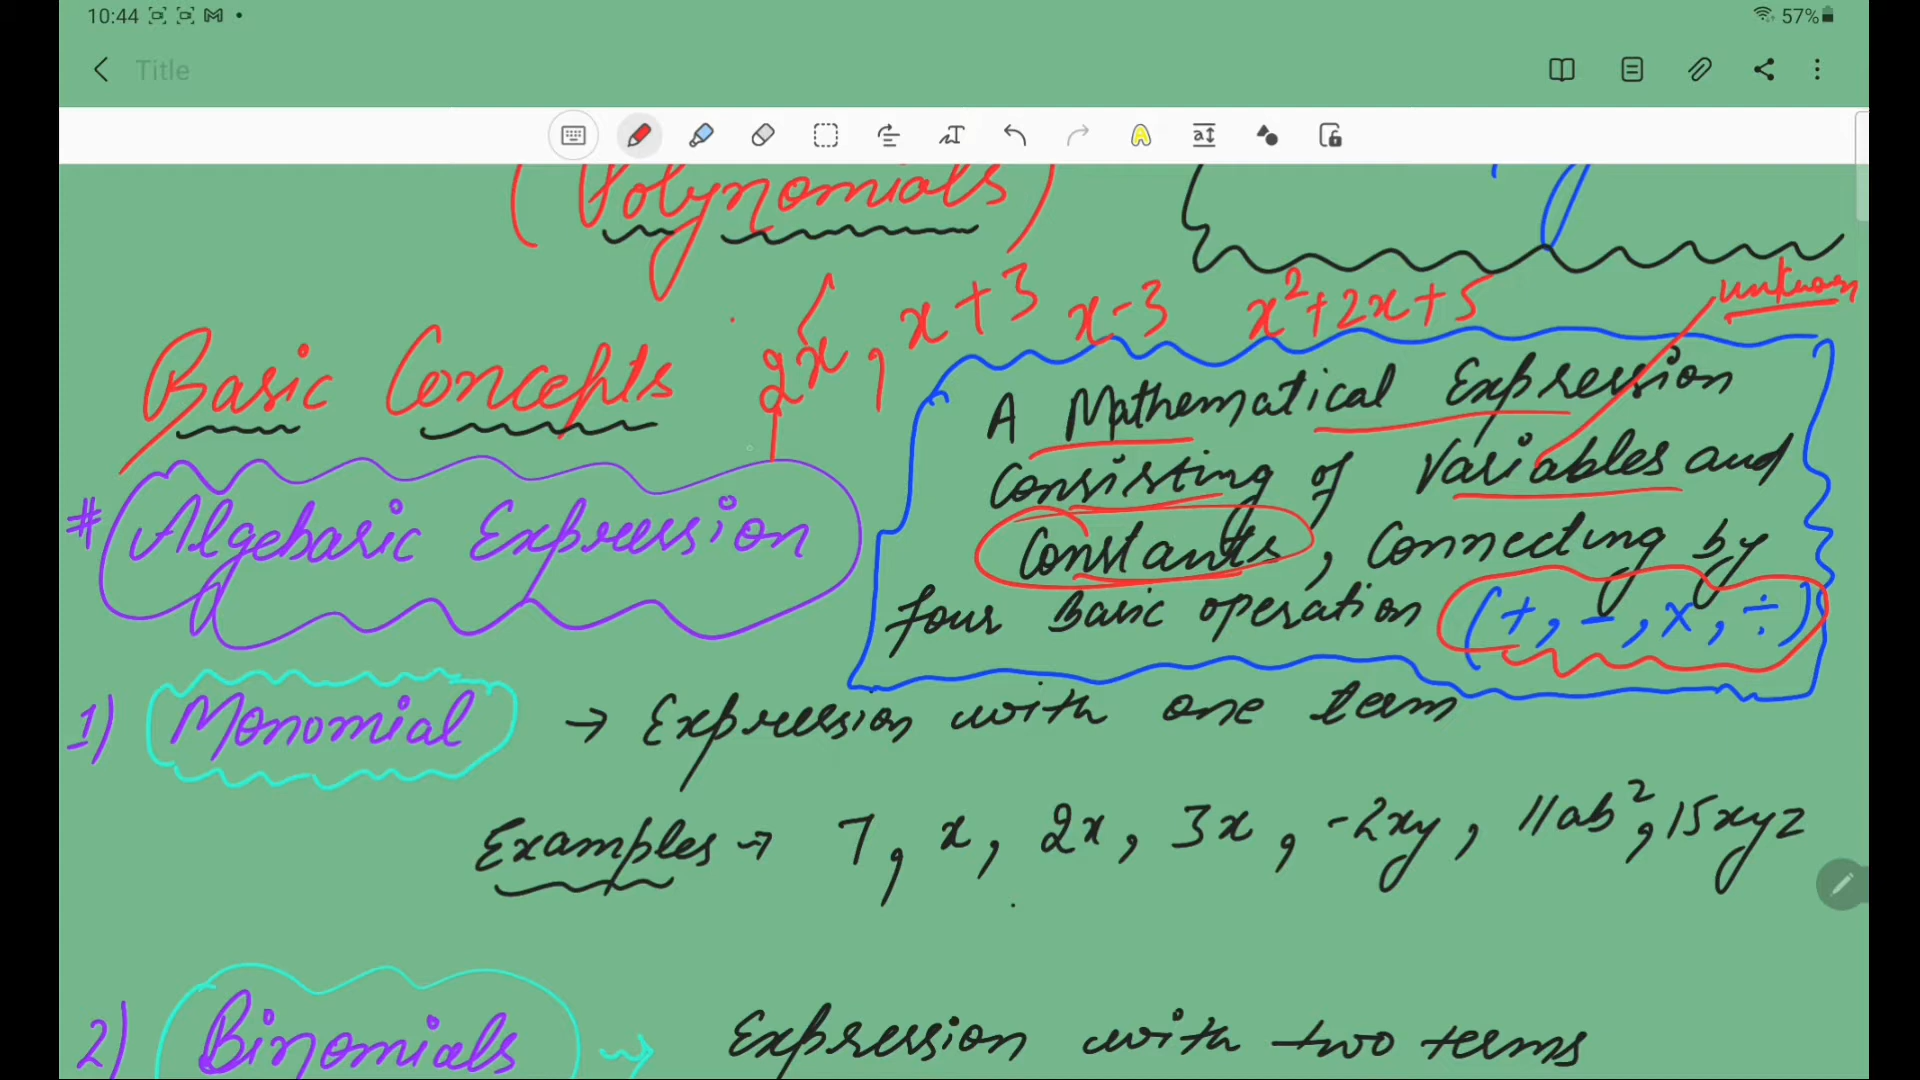 10:44
57%
Title
(Polynomials)
unknown
2x, x+3 x-3 x²+2x+5
Basic Concepts
A Mathematical Expression
Consisting of Variables and
Constants, Connecting by
four Basic operation (+, −, ×, ÷)
# Algebasic Expression
1) Monomial → Expression with one term
Examples → 7, x, 2x, 3x, -2xy, 11ab², 15xyz
2) Binomials → Expression with two terms